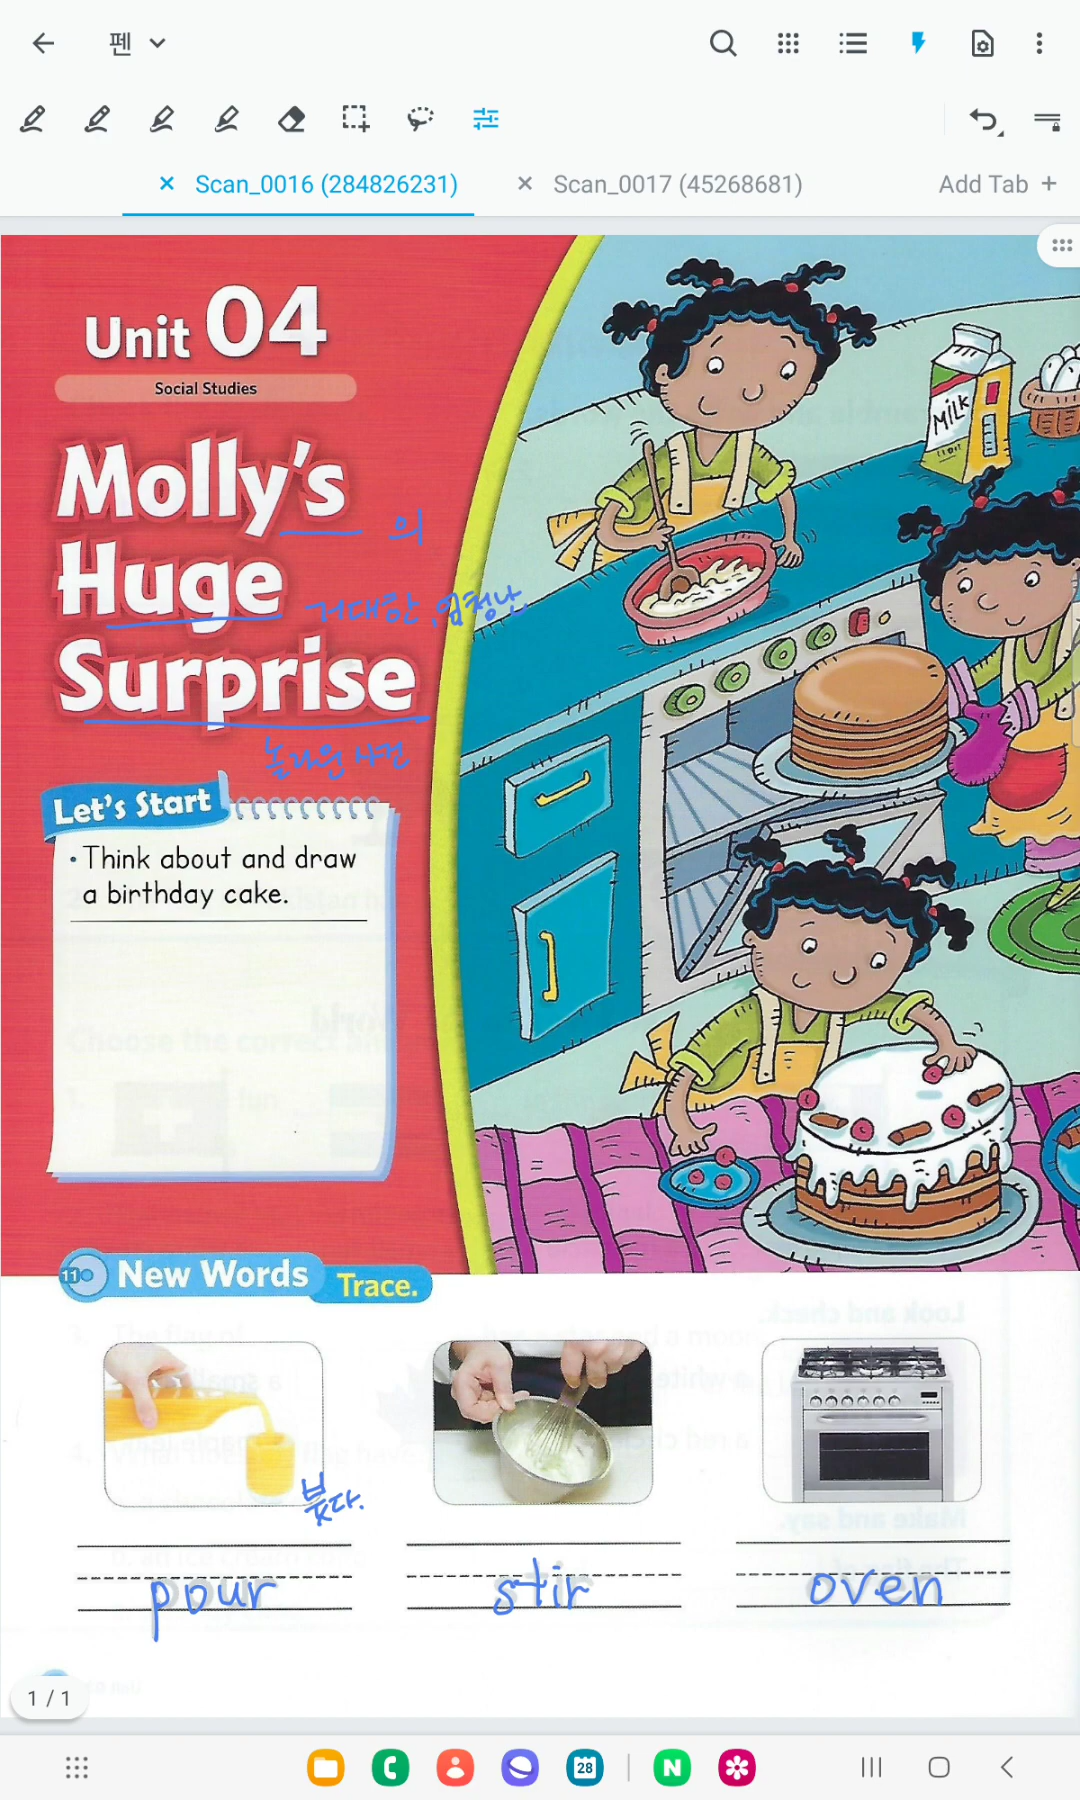 펜
Scan_0016 (284826231)
Scan_0017 (45268681)
Add Tab +
Unit 04
Social Studies
Molly's
의
Huge
거대한, 엄청난
Surprise
놀라운 사건
Let's Start
• Think about and draw
a birthday cake.
MiLK
11 New Words Trace.
붓다.
pour
stir
oven
1 / 1
28
N